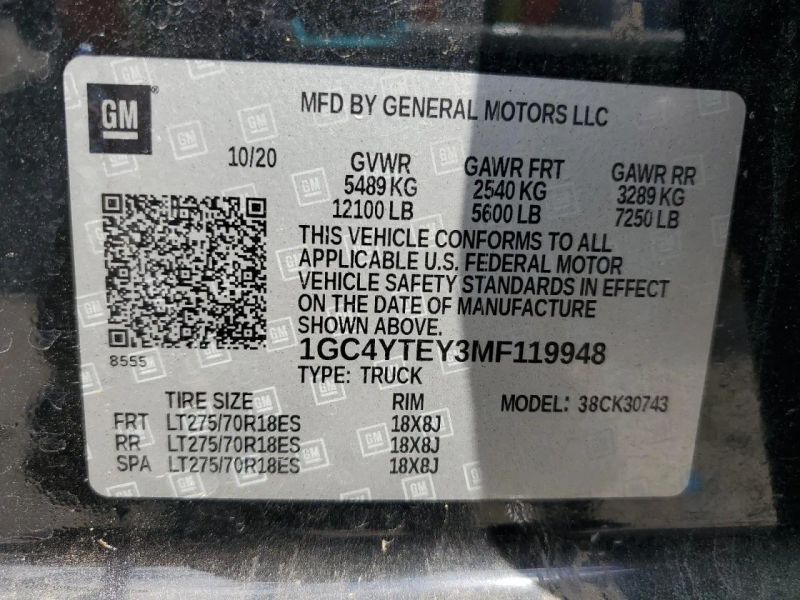 GM
MFD BY GENERAL MOTORS LLC
10/20 GVWR GAWR FRT GAWR RR
5489 KG 2540 KG 3289 KG
12100 LB 5600 LB 7250 LB
THIS VEHICLE CONFORMS TO ALL
APPLICABLE U.S. FEDERAL MOTOR
VEHICLE SAFETY STANDARDS IN EFFECT
ON THE DATE OF MANUFACTURE
SHOWN ABOVE.
8555
1GC4YTEY3MF119948
TYPE: TRUCK
TIRE SIZE RIM MODEL: 38CK30743
FRT LT275/70R18ES 18X8J
RR LT275/70R18ES 18X8J
SPA LT275/70R18ES 18X8J